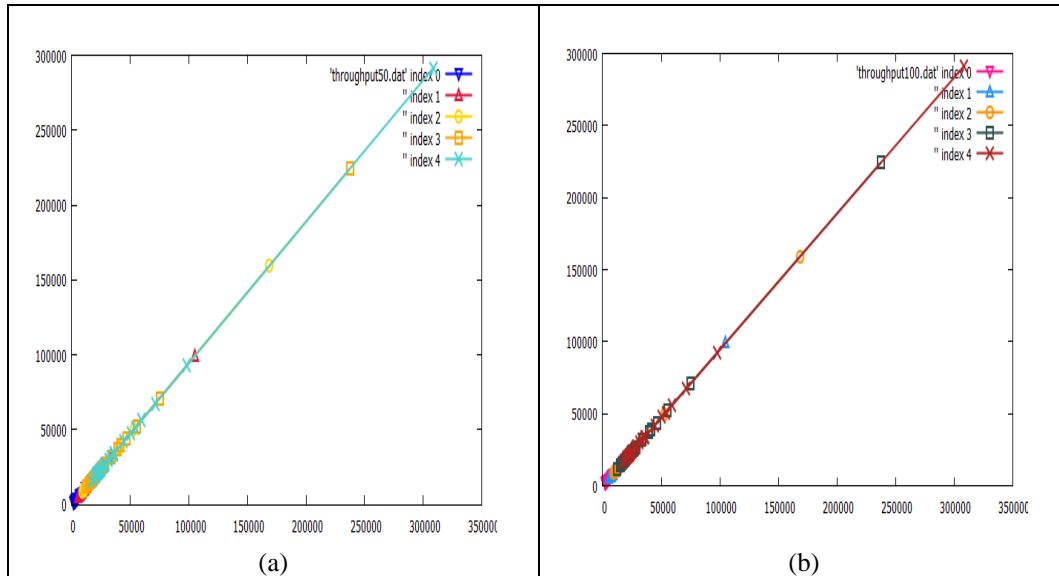 300000
'throughput50.dat' index 0
" index 1
250000
" index 2
" index 3
" index 4
200000
150000
100000
50000
0
0 50000 100000 150000 200000 250000 300000 350000
(a)
300000
'throughput100.dat' index 0
" index 1
250000
" index 2
" index 3
" index 4
200000
150000
100000
50000
0
0 50000 100000 150000 200000 250000 300000 350000
(b)